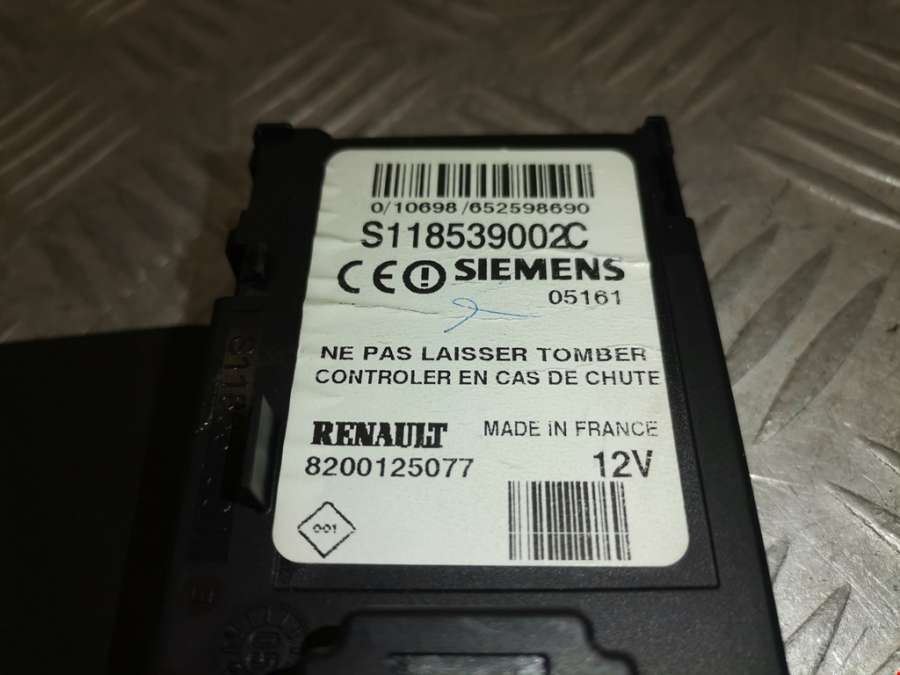 0/10698/652598690
S118539002C
CE SIEMENS
05161
NE PAS LAISSER TOMBER
CONTROLER EN CAS DE CHUTE
RENAULT MADE IN FRANCE
8200125077 12V
001